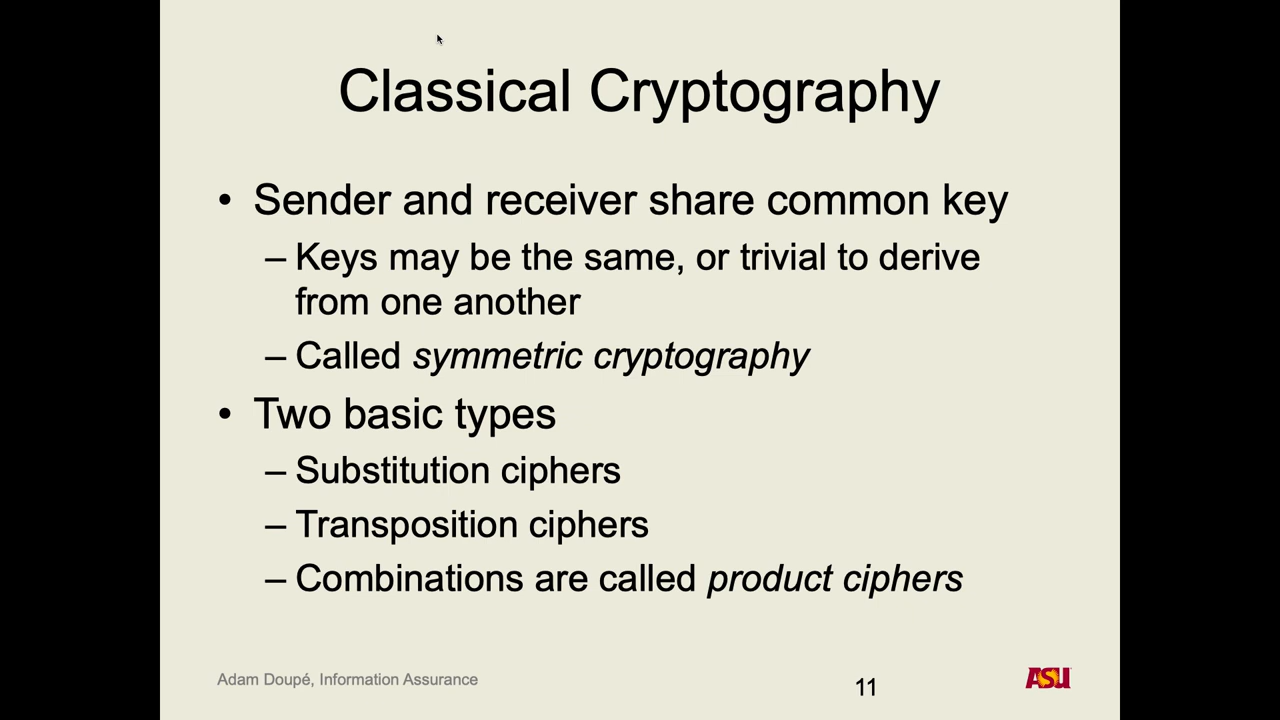 Classical Cryptography
• Sender and receiver share common key
– Keys may be the same, or trivial to derive
from one another
– Called symmetric cryptography
• Two basic types
– Substitution ciphers
– Transposition ciphers
– Combinations are called product ciphers
Adam Doupé, Information Assurance
11
ASU